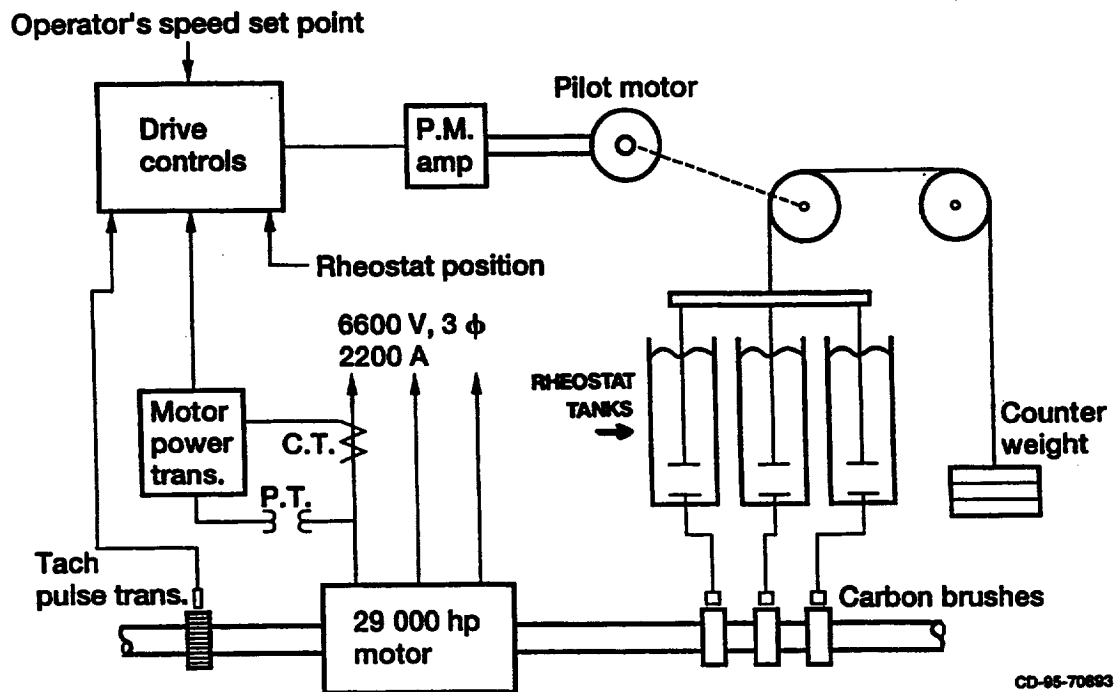 Operator's speed set point
Drive
controls
P.M.
amp
Pilot motor
Rheostat position
6600 V, 3 ϕ
2200 A
RHEOSTAT
TANKS
Motor
power
trans.
C.T.
P.T.
Counter
weight
Tach
pulse trans.
29 000 hp
motor
Carbon brushes
CD-95-70893